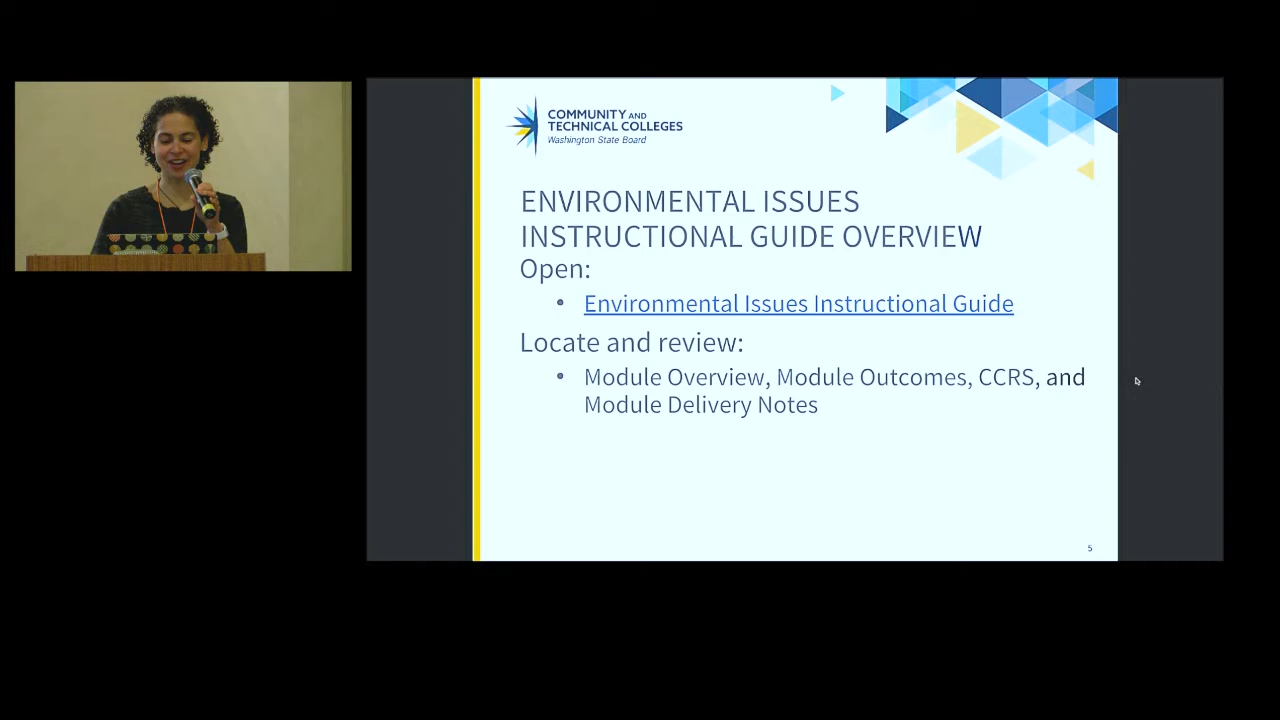 COMMUNITY AND
TECHNICAL COLLEGES
Washington State Board
ENVIRONMENTAL ISSUES
INSTRUCTIONAL GUIDE OVERVIEW
Open:
• Environmental Issues Instructional Guide
Locate and review:
• Module Overview, Module Outcomes, CCRS, and
Module Delivery Notes
5